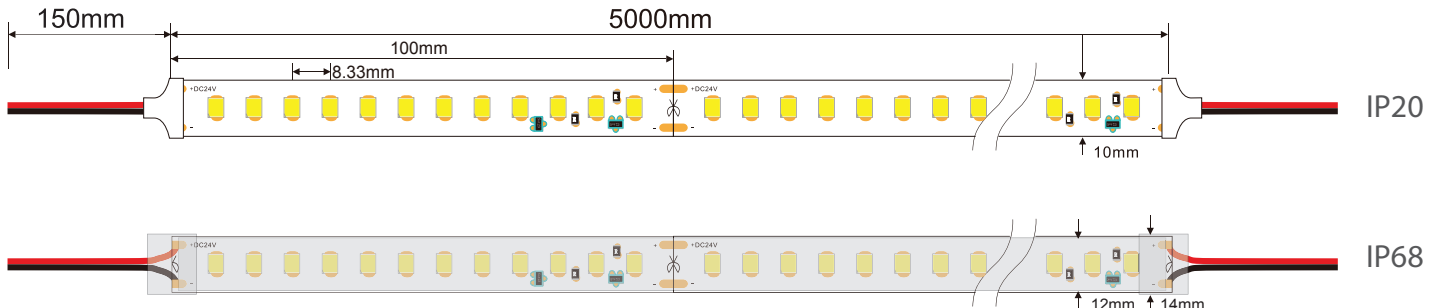 150mm
5000mm
100mm
8.33mm
+DC24V
+
+DC24V
+
-
-
-
-
10mm
IP20
+DC24V
+
+DC24V
+
-
-
-
-
12mm
14mm
IP68